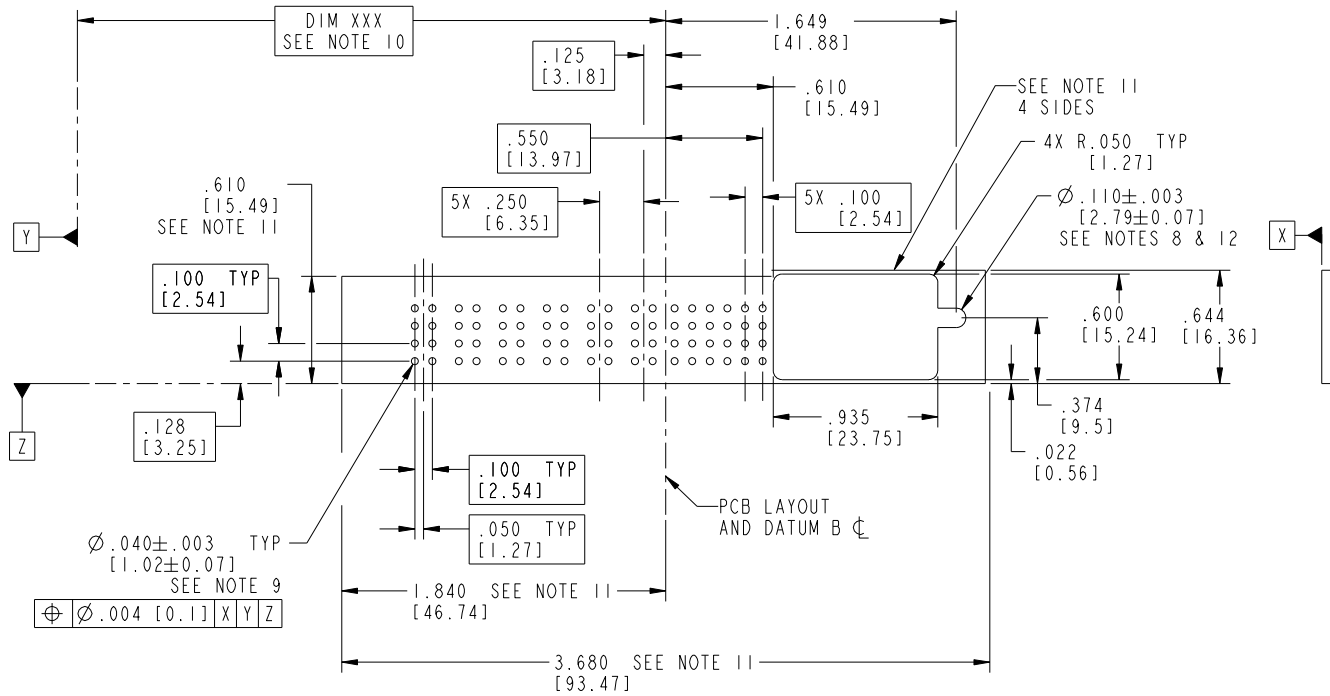 DIM XXX
SEE NOTE 10
1.649
[41.88]
.125
[3.18]
.610
[15.49]
SEE NOTE 11
4 SIDES
.550
[13.97]
4X R.050 TYP
[1.27]
.610
[15.49]
SEE NOTE 11
5X .250
[6.35]
5X .100
[2.54]
Ø.110±.003
[2.79±0.07]
SEE NOTES 8 & 12
Y
X
.100 TYP
[2.54]
.600
[15.24]
.644
[16.36]
Z
.128
[3.25]
.935
[23.75]
.374
[9.5]
.022
[0.56]
.100 TYP
[2.54]
PCB LAYOUT
AND DATUM B ℄
.050 TYP
[1.27]
Ø.040±.003 TYP
[1.02±0.07]
SEE NOTE 9
⌖ Ø.004 [0.1] X Y Z
1.840 SEE NOTE 11
[46.74]
3.680 SEE NOTE 11
[93.47]